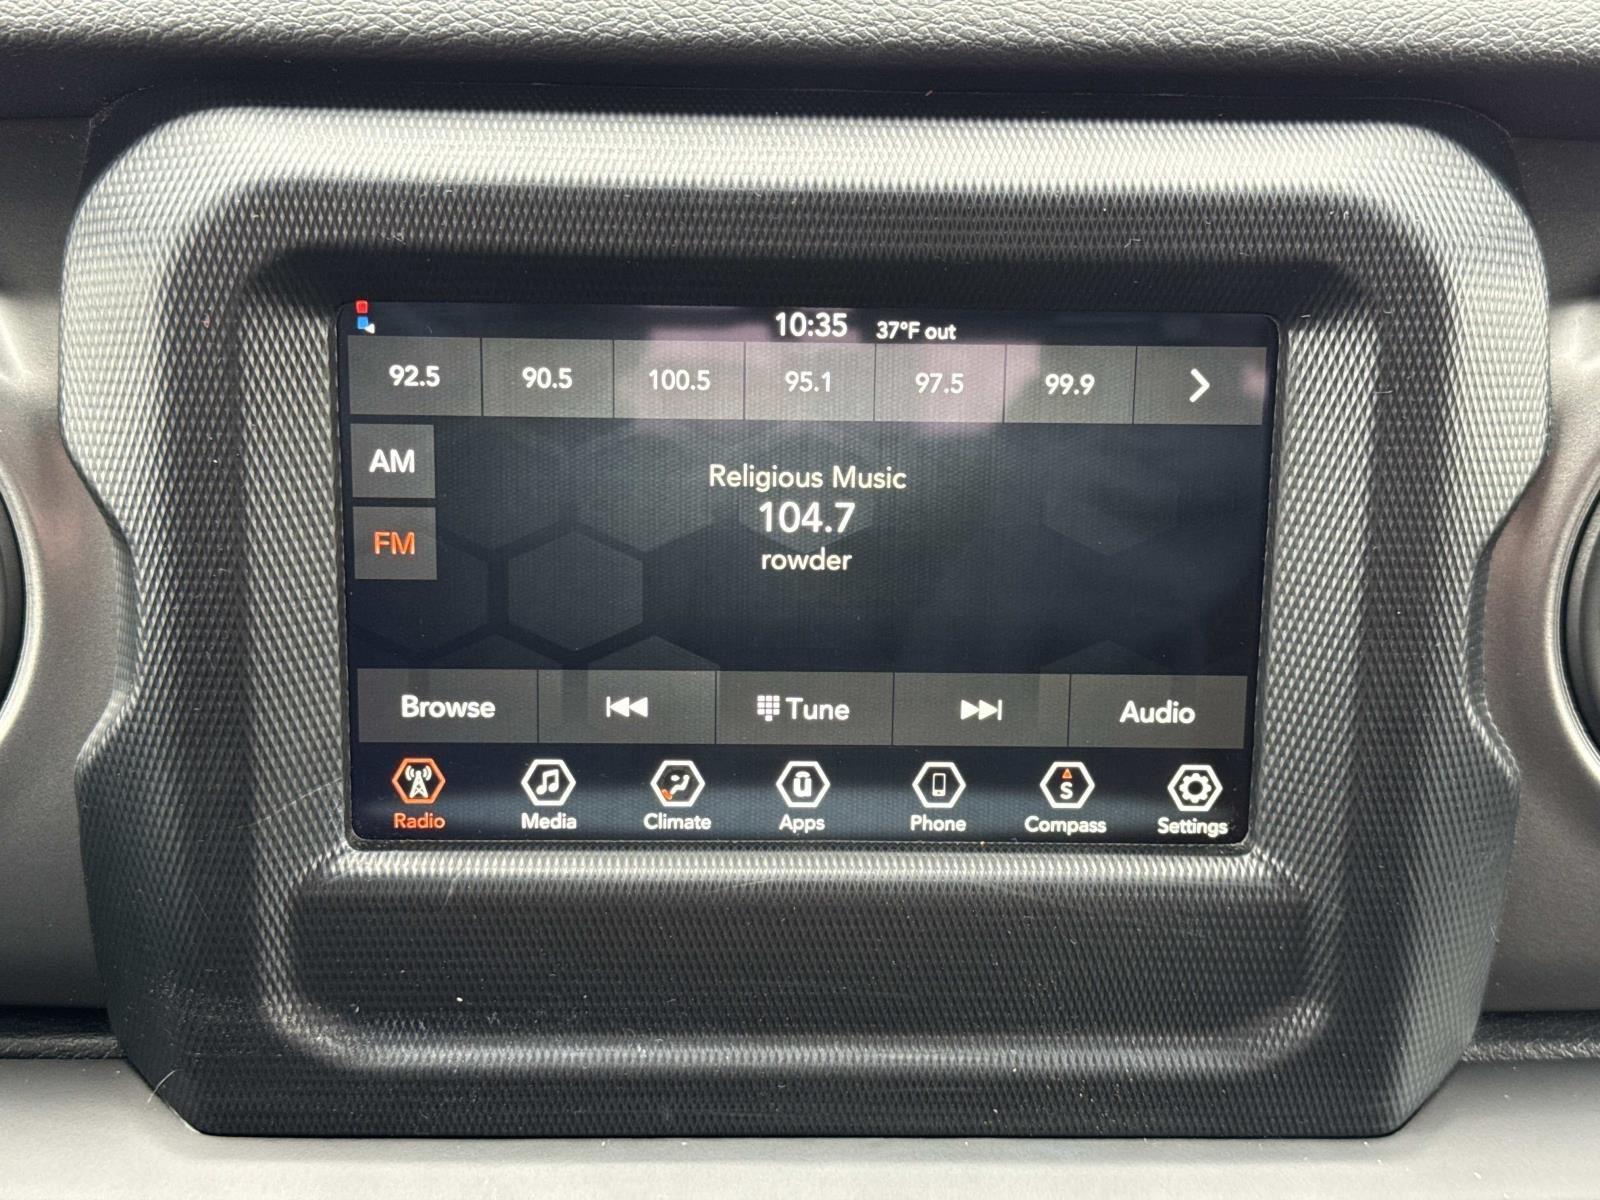 10:35 37°F out
92.5 90.5 100.5 95.1 97.5 99.9
AM
Religious Music
104.7
FM
rowder
Browse Tune Audio
u S
Radio Media Climate Apps Phone Compass Settings